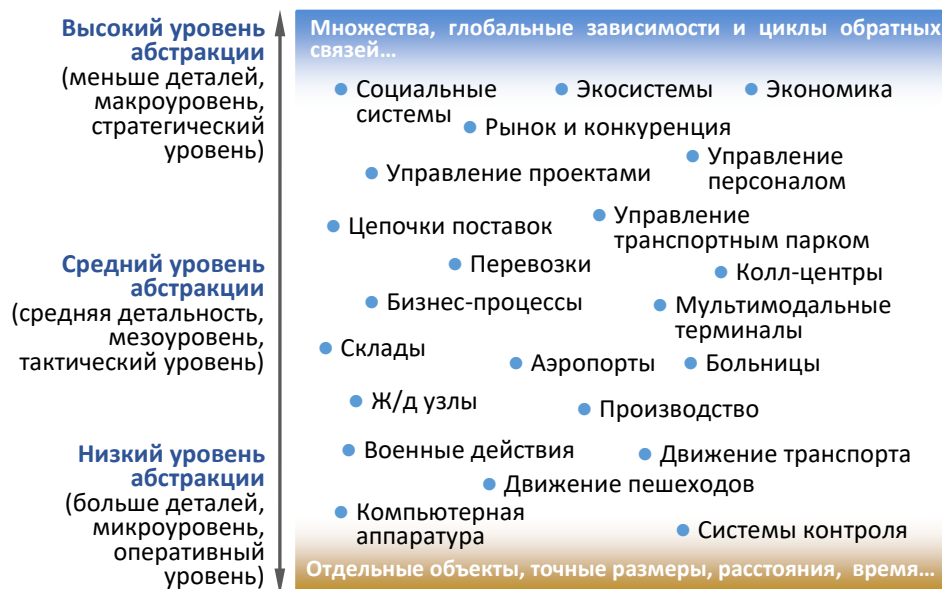 Высокий уровень
абстракции
(меньше деталей,
макроуровень,
стратегический
уровень)
Средний уровень
абстракции
(средняя детальность,
мезоуровень,
тактический уровень)
Низкий уровень
абстракции
(больше деталей,
микроуровень,
оперативный
уровень)
Множества, глобальные зависимости и циклы обратных
связей...
Социальные
системы
Экосистемы
Экономика
Рынок и конкуренция
Управление проектами
Управление
персоналом
Цепочки поставок
Управление
транспортным парком
Перевозки
Колл-центры
Бизнес-процессы
Мультимодальные
терминалы
Склады
Аэропорты
Больницы
Ж/д узлы
Производство
Военные действия
Движение транспорта
Движение пешеходов
Компьютерная
аппаратура
Системы контроля
Отдельные объекты, точные размеры, расстояния, время...